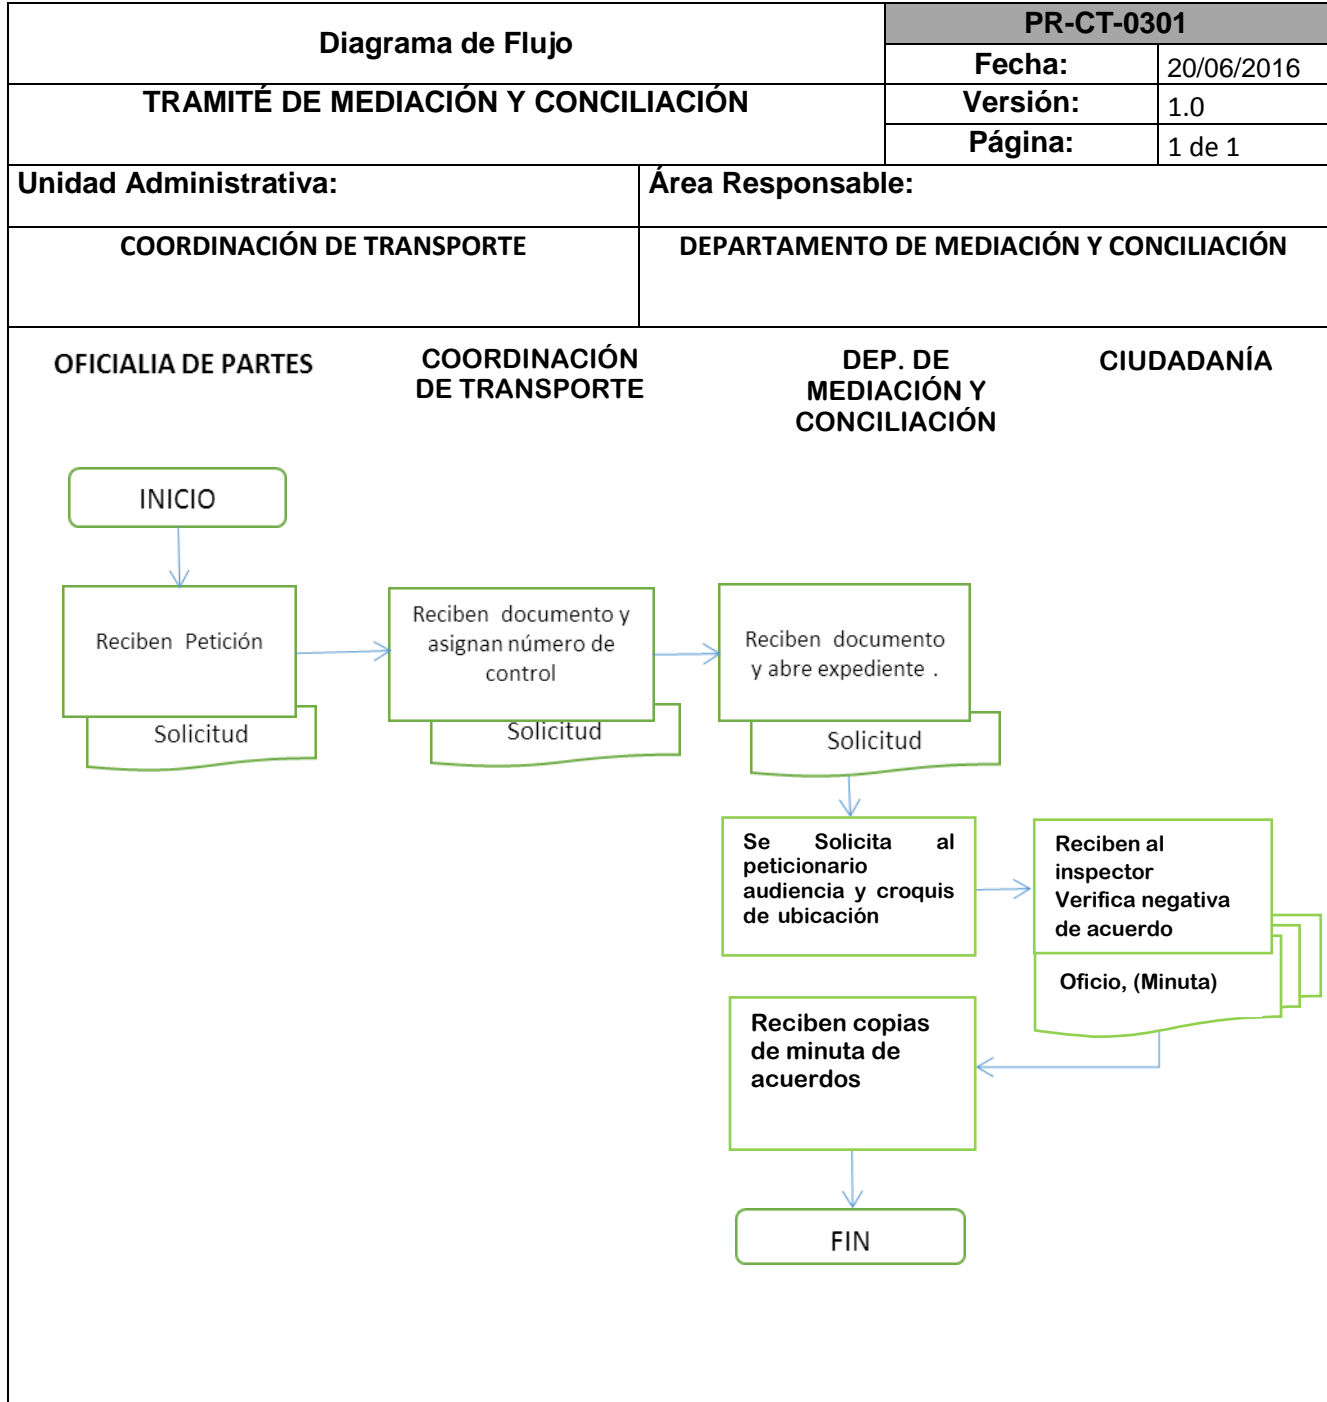 Diagrama de Flujo
PR-CT-0301
Fecha:
20/06/2016
TRAMITÉ DE MEDIACIÓN Y CONCILIACIÓN
Versión:
1.0
Página:
1 de 1
Unidad Administrativa:
Área Responsable:
COORDINACIÓN DE TRANSPORTE
DEPARTAMENTO DE MEDIACIÓN Y CONCILIACIÓN
OFICIALIA DE PARTES
COORDINACIÓN
DE TRANSPORTE
DEP. DE
MEDIACIÓN Y
CONCILIACIÓN
CIUDADANÍA
INICIO
Reciben Petición
Solicitud
Reciben documento y
asignan número de
control
Solicitud
Reciben documento
y abre expediente .
Solicitud
Se Solicita al
peticionario
audiencia y croquis
de ubicación
Reciben al
inspector
Verifica negativa
de acuerdo
Oficio, (Minuta)
Reciben copias
de minuta de
acuerdos
FIN